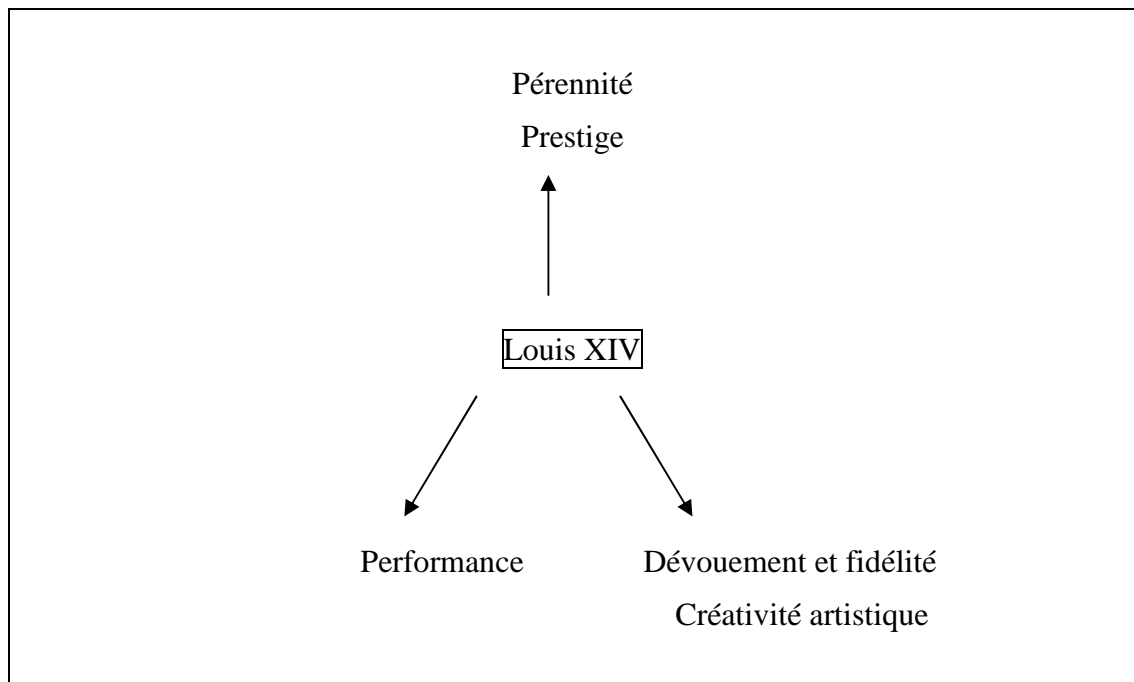 Pérennité
Prestige
Louis XIV
Performance
Dévouement et fidélité
Créativité artistique